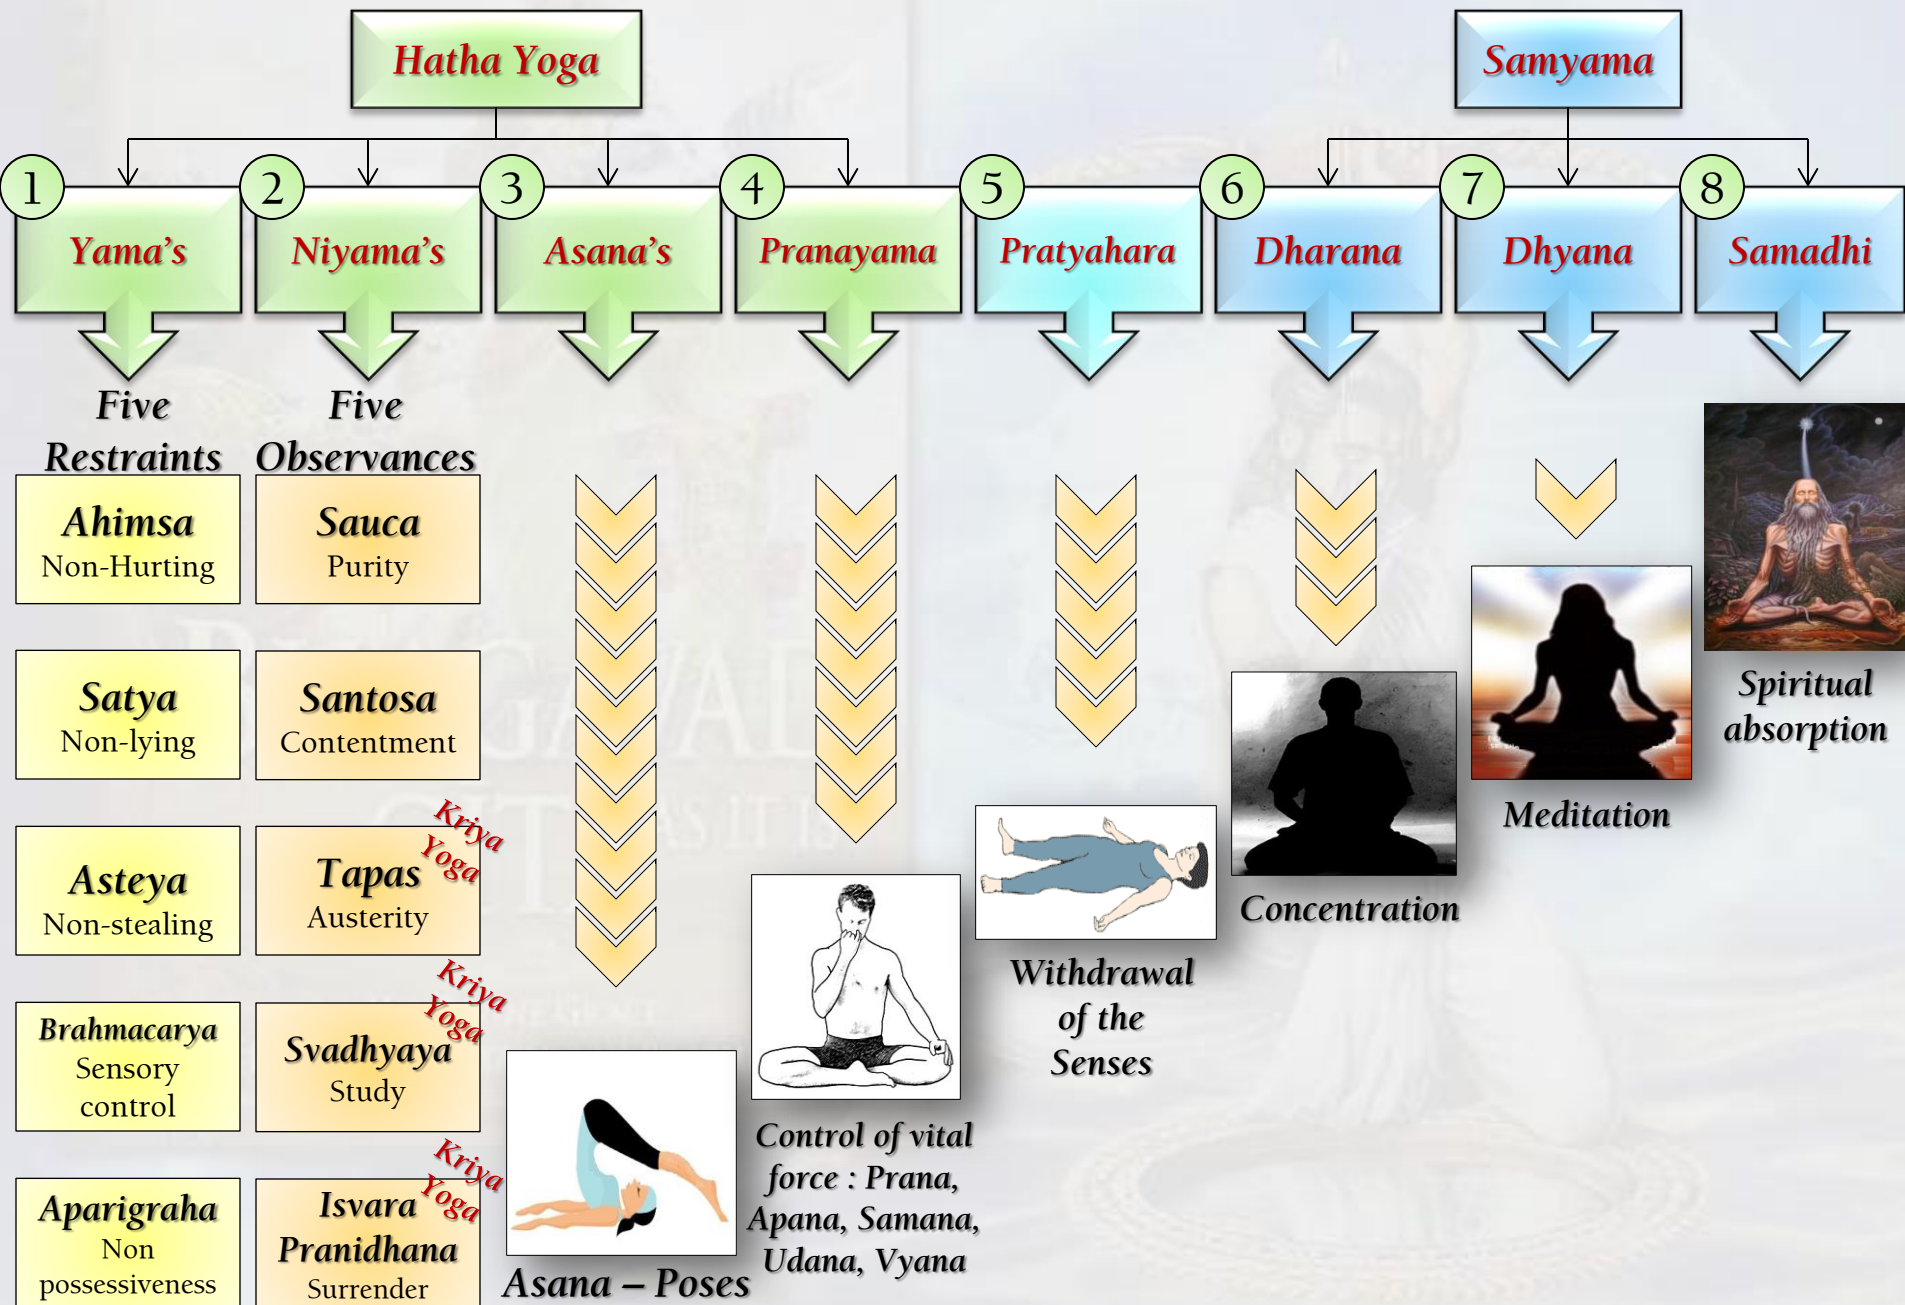 Hatha Yoga
Samyama
1
2
3
4
5
6
7
8
Yama's
Niyama's
Asana's
Pranayama
Pratyahara
Dharana
Dhyana
Samadhi
Five
Restraints
Ahimsa
Non-Hurting
Satya
Non-lying
Asteya
Non-stealing
Brahmacarya
Sensory
control
Aparigraha
Non
possessiveness
Five
Observances
Sauca
Purity
Santosa
Contentment
Kriya
Yoga
Tapas
Austerity
Kriya
Yoga
Svadhyaya
Study
Kriya
Yoga
Isvara
Pranidhana
Surrender
Asana – Poses
Control of vital
force : Prana,
Apana, Samana,
Udana, Vyana
Withdrawal
of the
Senses
Concentration
Meditation
Spiritual
absorption
AS IT IS